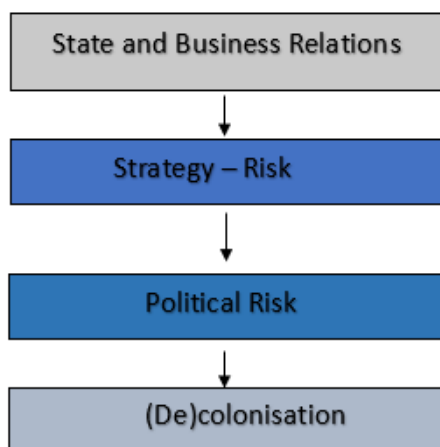 State and Business Relations
Strategy – Risk
Political Risk
(De)colonisation